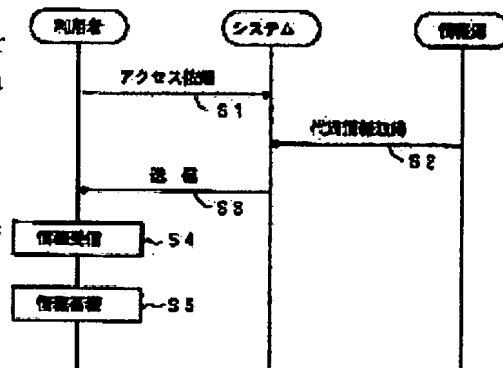 利用者
システム
情報源
アクセス依頼
S1
代理情報取得
S2
送信
S3
情報受信
S4
情報蓄積
S5